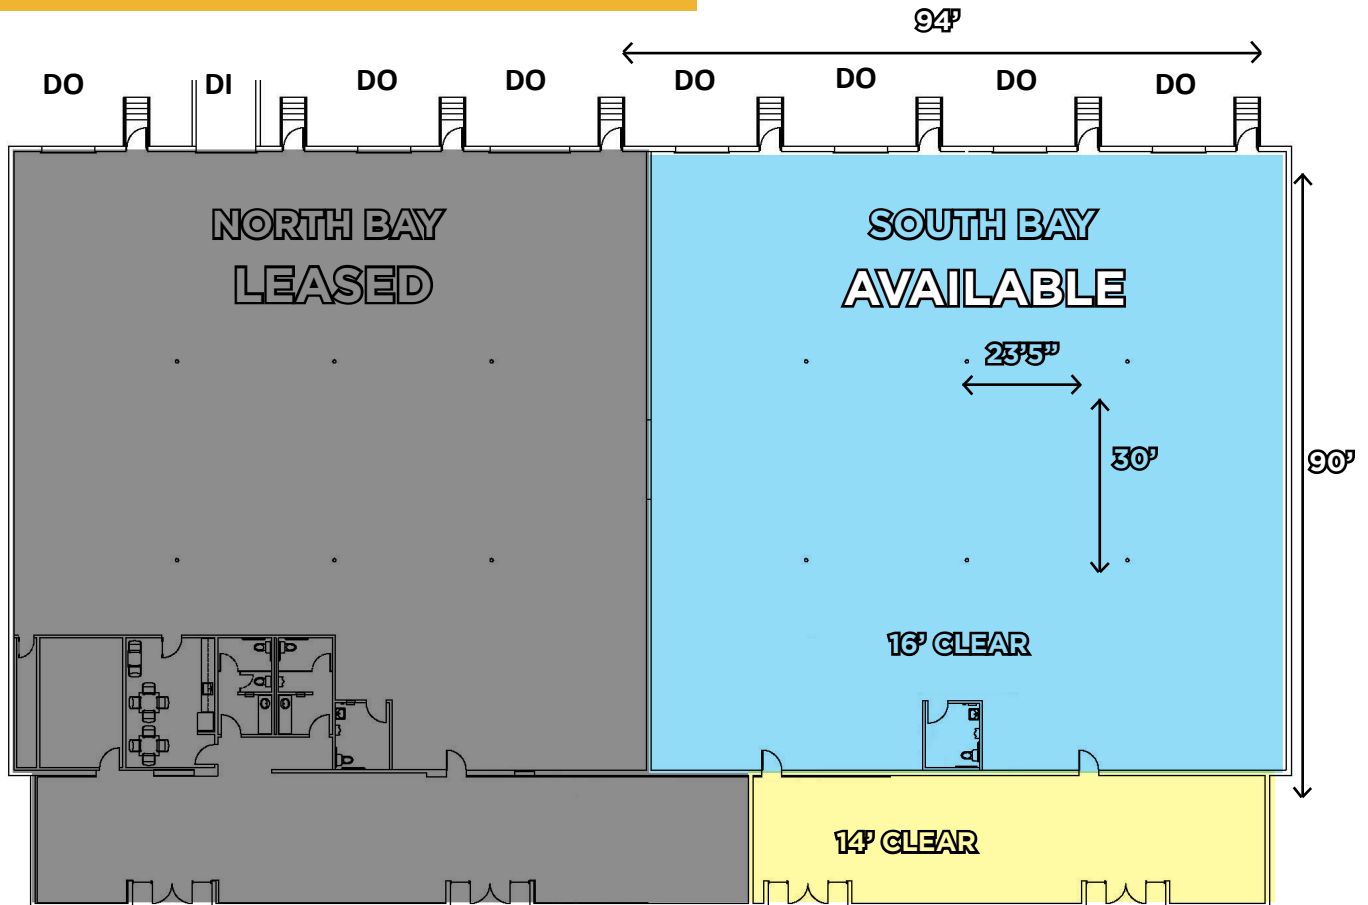 94'
DO DI DO DO DO DO DO DO
NORTH BAY
LEASED
SOUTH BAY
AVAILABLE
23'5"
30'
90'
16' CLEAR
14' CLEAR